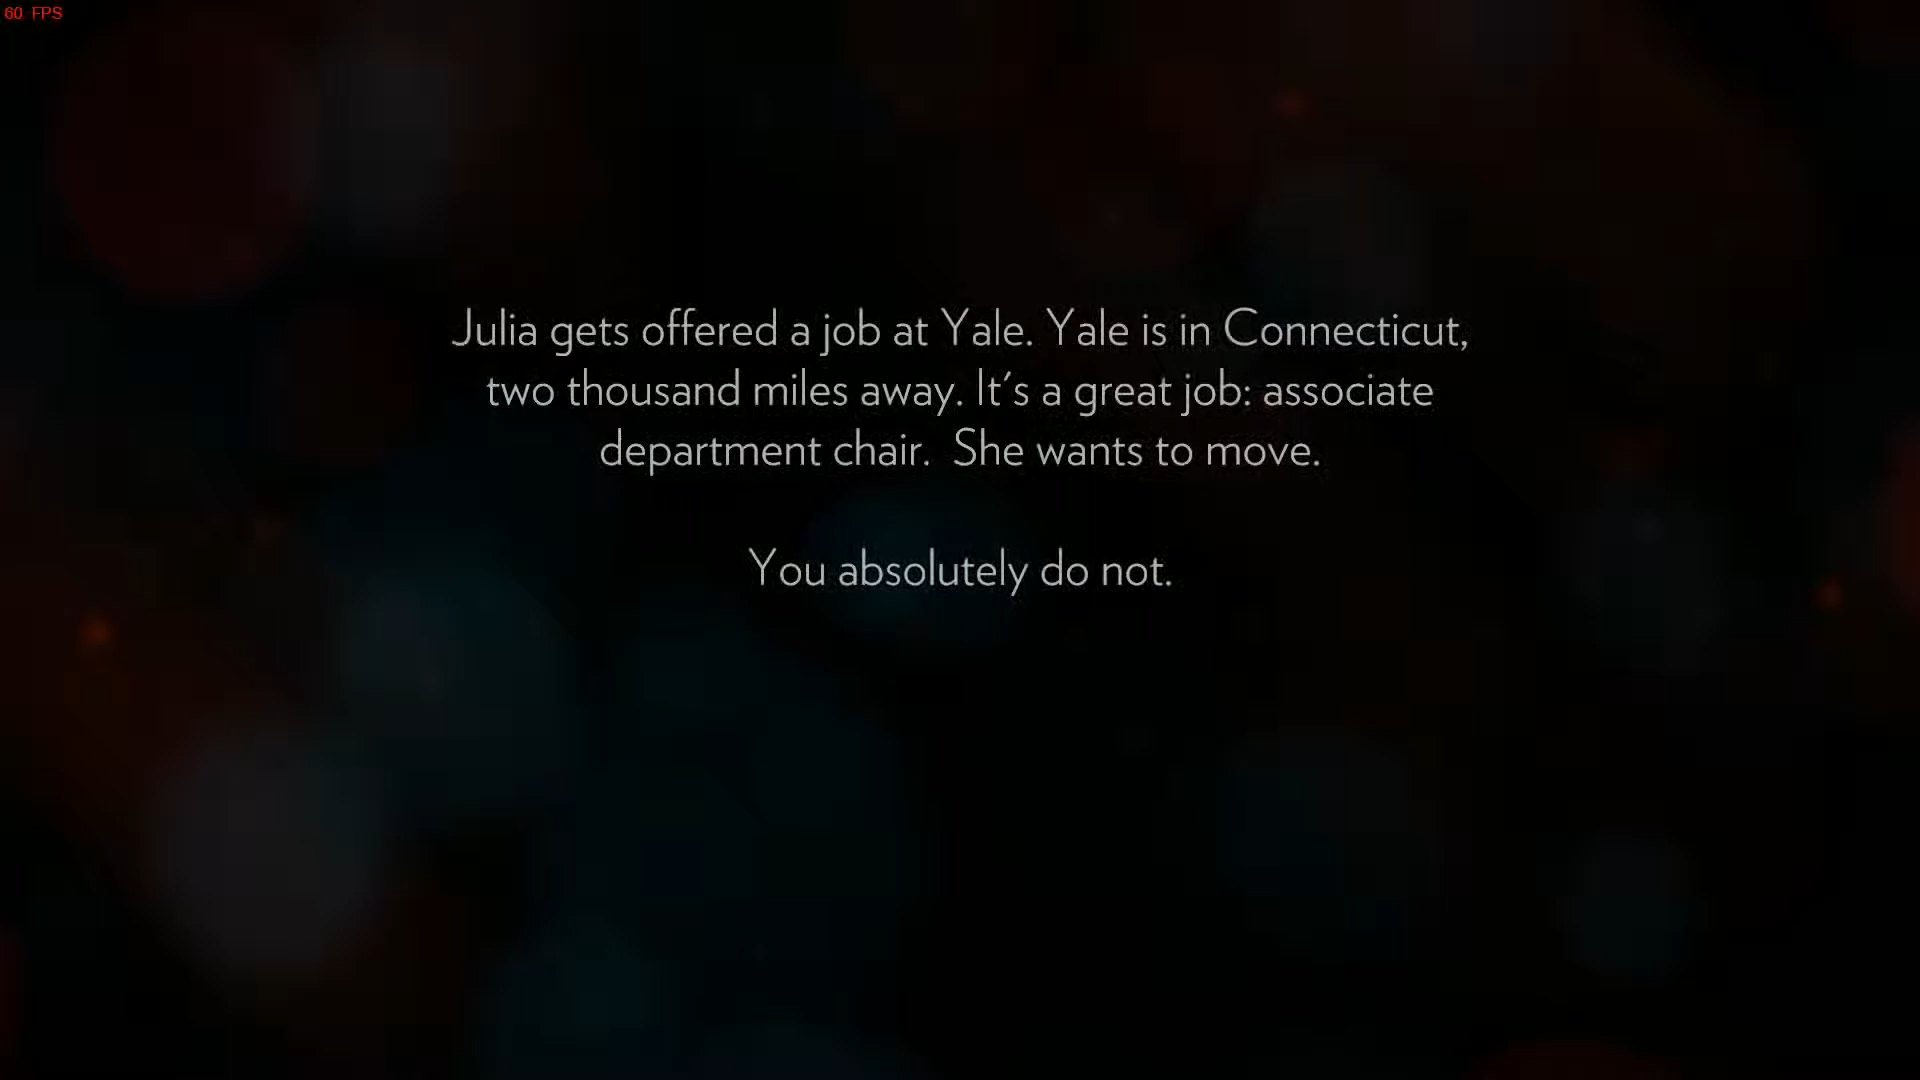 60 FPS
Julia gets offered a job at Yale. Yale is in Connecticut,
two thousand miles away. It's a great job: associate
department chair.  She wants to move.
You absolutely do not.